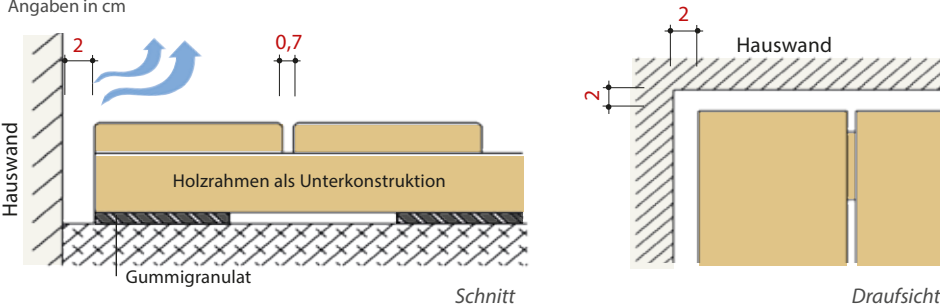 Angaben in cm
2
0,7
Hauswand
Holzrahmen als Unterkonstruktion
Gummigranulat
Schnitt
2
Hauswand
2
Draufsicht